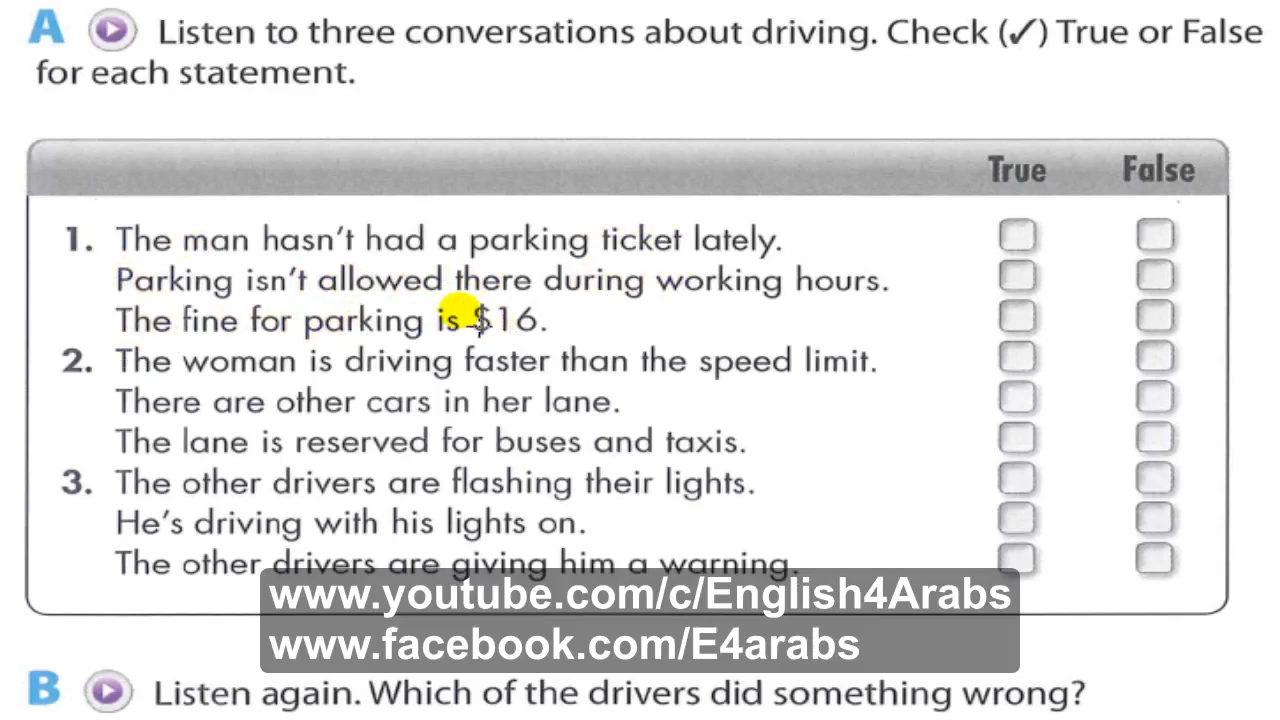 A Listen to three conversations about driving. Check (✓) True or False
for each statement.
True False
1. The man hasn't had a parking ticket lately.
Parking isn't allowed there during working hours.
The fine for parking is $16.
2. The woman is driving faster than the speed limit.
There are other cars in her lane.
The lane is reserved for buses and taxis.
3. The other drivers are flashing their lights.
He's driving with his lights on.
The other drivers are giving him a warning.
www.youtube.com/c/English4Arabs
www.facebook.com/E4arabs
B Listen again. Which of the drivers did something wrong?